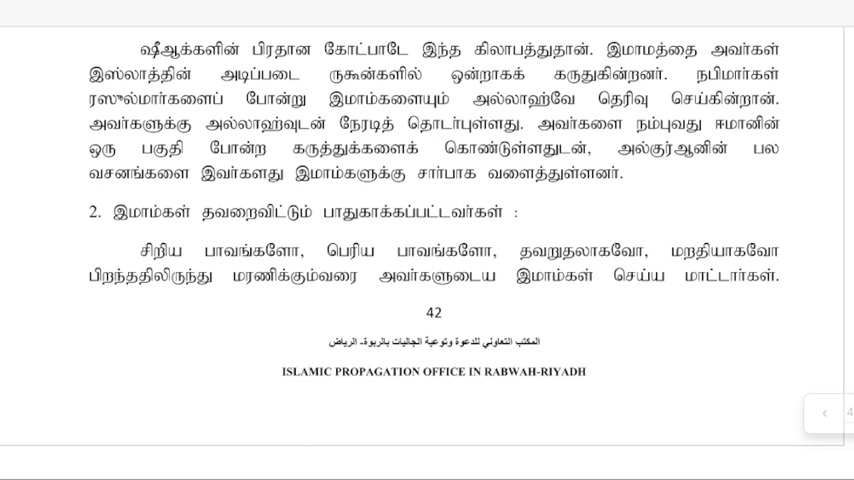 ஷீஆக்களின் பிரதான கோட்பாடே இந்த கிலாபத்துதான். இமாமத்தை அவர்கள்
இஸ்லாத்தின் அடிப்படை ருகூன்களில் ஒன்றாகக் கருதுகின்றனர். நபிமார்கள்
ரஸுல்மார்களைப் போன்று இமாம்களையும் அல்லாஹ்வே தெரிவு செய்கின்றான்.
அவர்களுக்கு அல்லாஹ்வுடன் நேரடித் தொடர்புள்ளது. அவர்களை நம்புவது ஈமானின்
ஒரு பகுதி போன்ற கருத்துக்களைக் கொண்டுள்ளதுடன், அல்குர்ஆனின் பல
வசனங்களை இவர்களது இமாம்களுக்கு சார்பாக வளைத்துள்ளனர்.
2. இமாம்கள் தவறைவிட்டும் பாதுகாக்கப்பட்டவர்கள் :
சிறிய பாவங்களோ, பெரிய பாவங்களோ, தவறுதலாகவோ, மறதியாகவோ
பிறந்ததிலிருந்து மரணிக்கும்வரை அவர்களுடைய இமாம்கள் செய்ய மாட்டார்கள்.
42
المكتب التعاوني للدعوة وتوعية الجاليات بالربوة- الرياض
ISLAMIC PROPAGATION OFFICE IN RABWAH-RIYADH
4